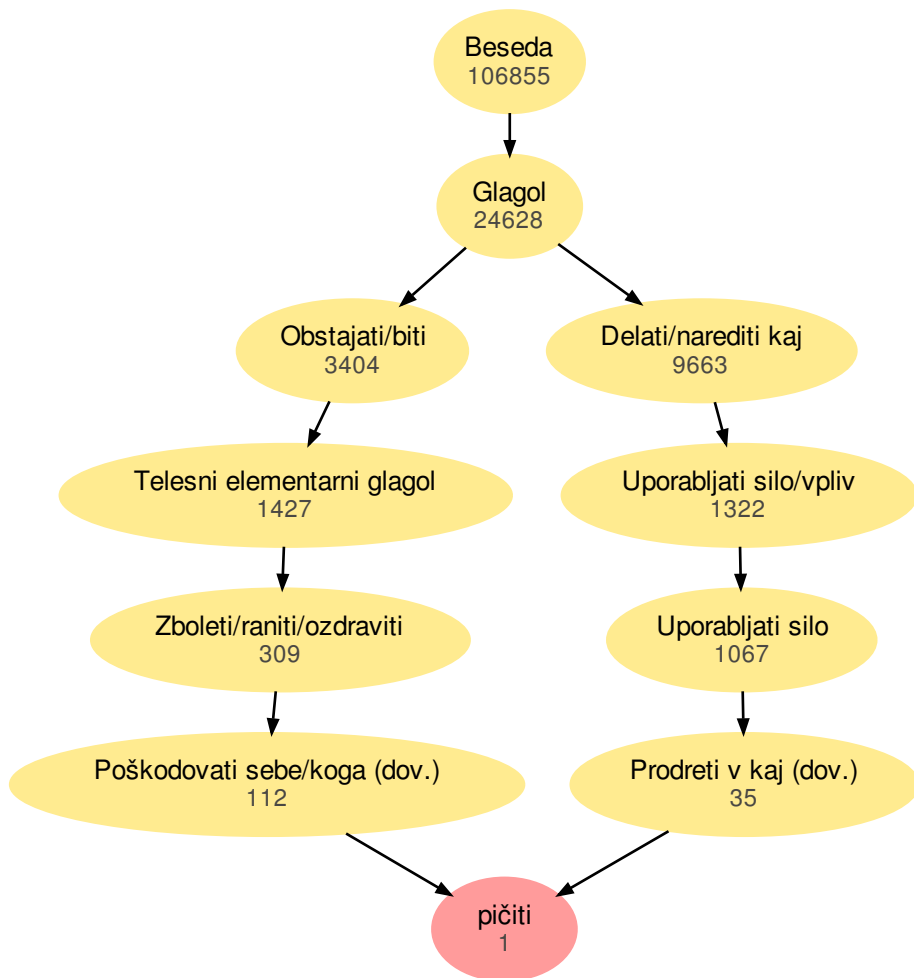 Beseda
106855
Glagol
24628
Obstajati/biti
3404
Delati/narediti kaj
9663
Telesni elementarni glagol
1427
Uporabljati silo/vpliv
1322
Zboleti/raniti/ozdraviti
309
Uporabljati silo
1067
Poškodovati sebe/koga (dov.)
112
Prodreti v kaj (dov.)
35
pičiti
1